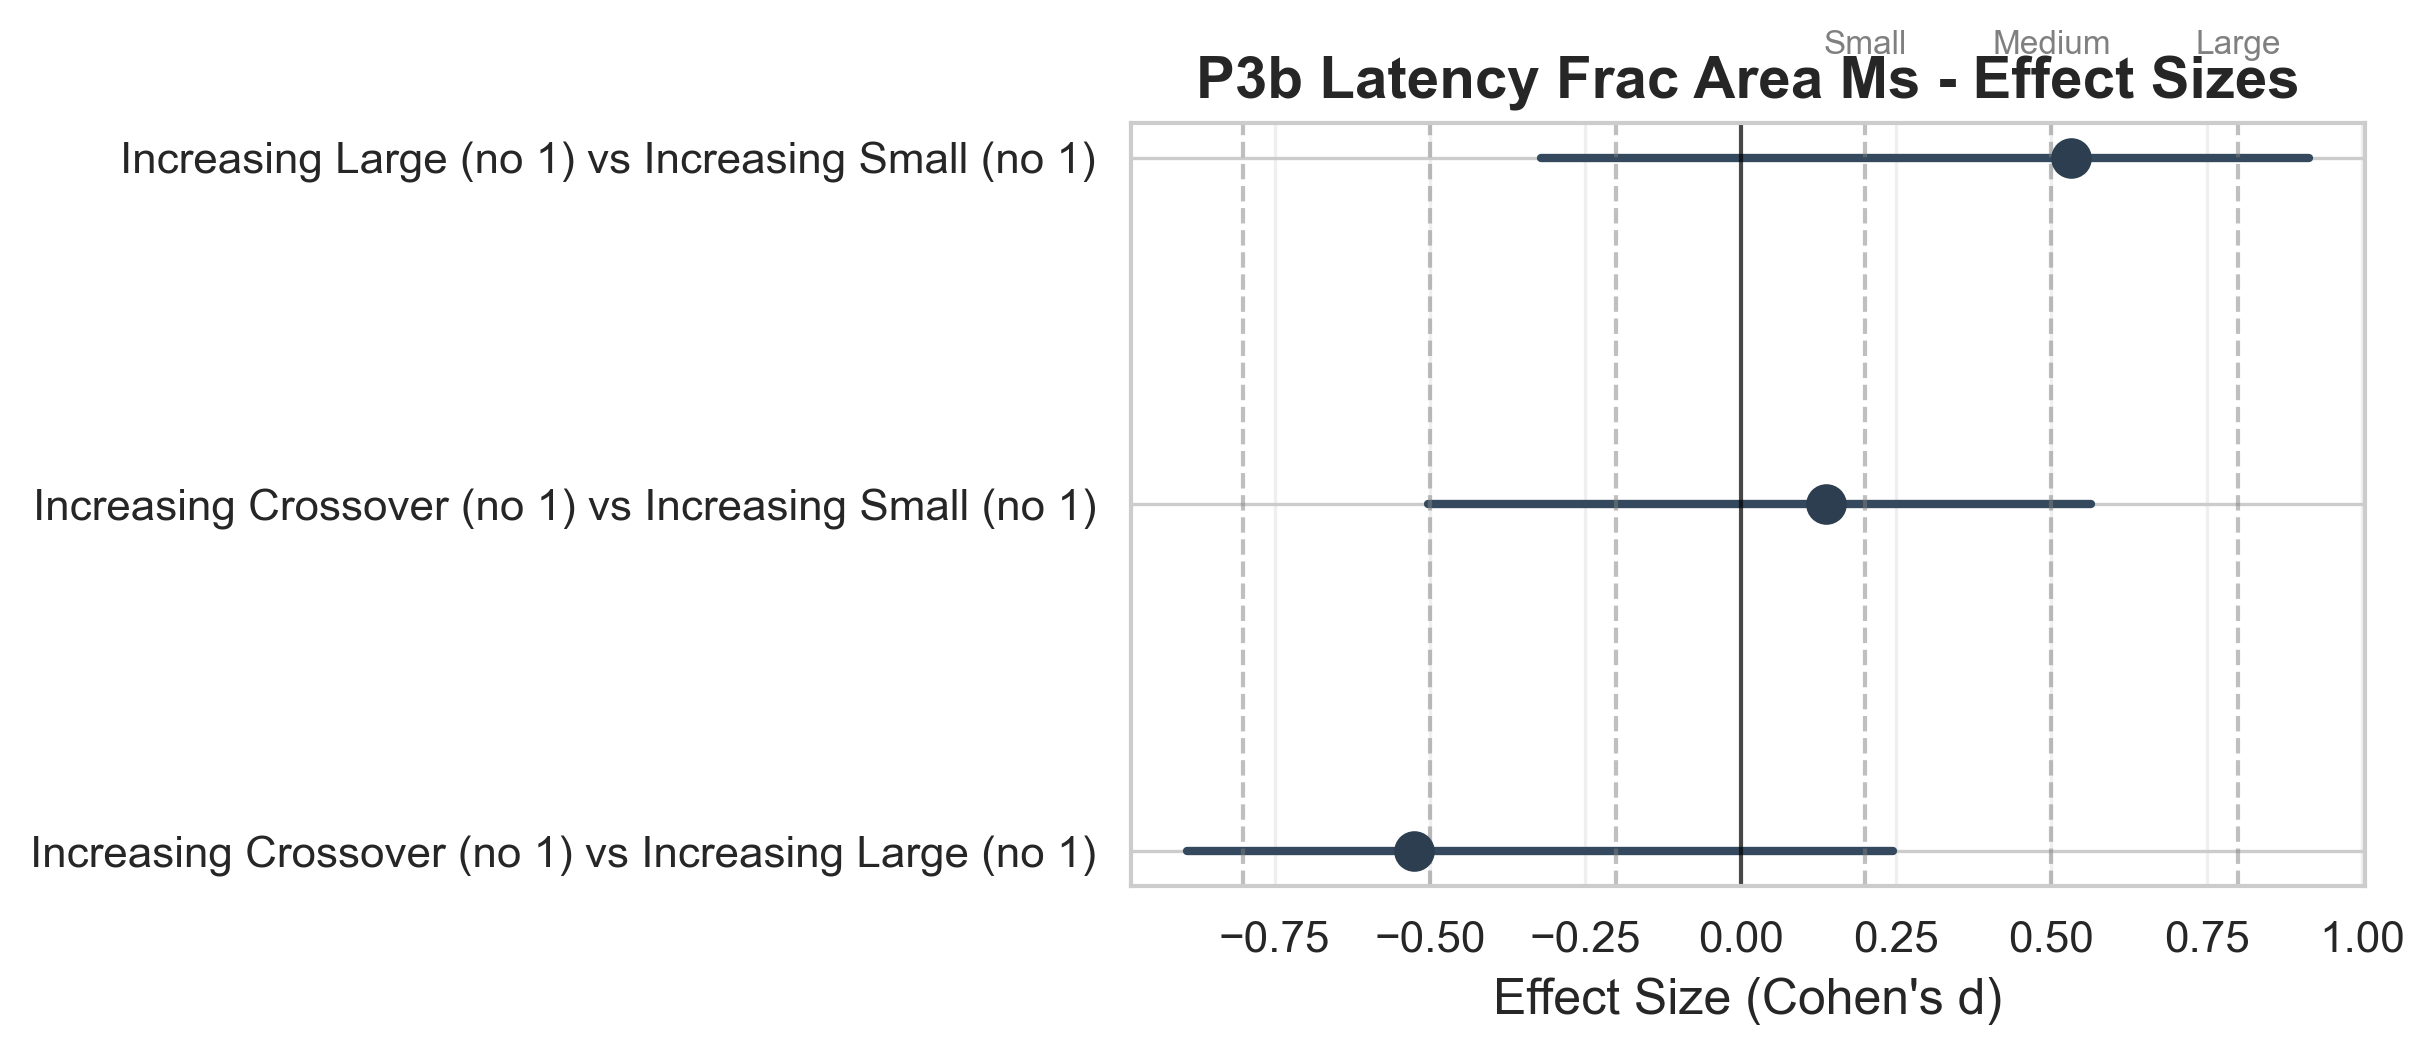 Small Medium Large
P3b Latency Frac Area Ms - Effect Sizes
Increasing Large (no 1) vs Increasing Small (no 1)
Increasing Crossover (no 1) vs Increasing Small (no 1)
Increasing Crossover (no 1) vs Increasing Large (no 1)
−0.75 −0.50 −0.25 0.00 0.25 0.50 0.75 1.00
Effect Size (Cohen's d)